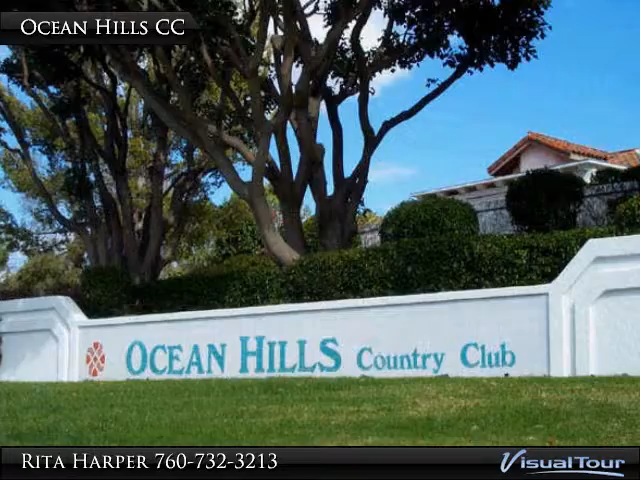 Ocean Hills CC
OCEAN HILLS Country Club
Rita Harper 760-732-3213
VisualTour